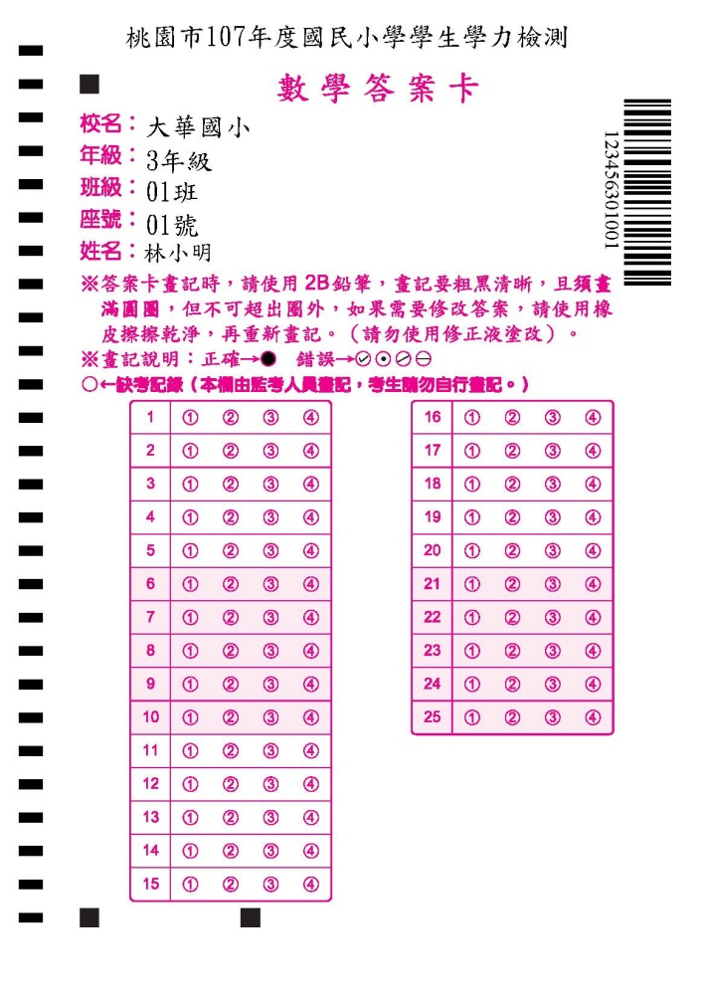 桃園市107年度國民小學學生學力檢測
數學答案卡
校名：大華國小
年級：3年級
班級：01班
座號：01號
姓名：林小明
123456301001
※答案卡畫記時，請使用2B鉛筆，畫記要粗黑清晰，且須畫
滿圓圈，但不可超出圈外，如果需要修改答案，請使用橡
皮擦擦乾淨，再重新畫記。（請勿使用修正液塗改）。
※畫記說明：正確→● 錯誤→
○←缺考記錄（本欄由監考人員畫記，考生請勿自行畫記。）
1 ① ② ③ ④
2 ① ② ③ ④
3 ① ② ③ ④
4 ① ② ③ ④
5 ① ② ③ ④
6 ① ② ③ ④
7 ① ② ③ ④
8 ① ② ③ ④
9 ① ② ③ ④
10 ① ② ③ ④
11 ① ② ③ ④
12 ① ② ③ ④
13 ① ② ③ ④
14 ① ② ③ ④
15 ① ② ③ ④
16 ① ② ③ ④
17 ① ② ③ ④
18 ① ② ③ ④
19 ① ② ③ ④
20 ① ② ③ ④
21 ① ② ③ ④
22 ① ② ③ ④
23 ① ② ③ ④
24 ① ② ③ ④
25 ① ② ③ ④